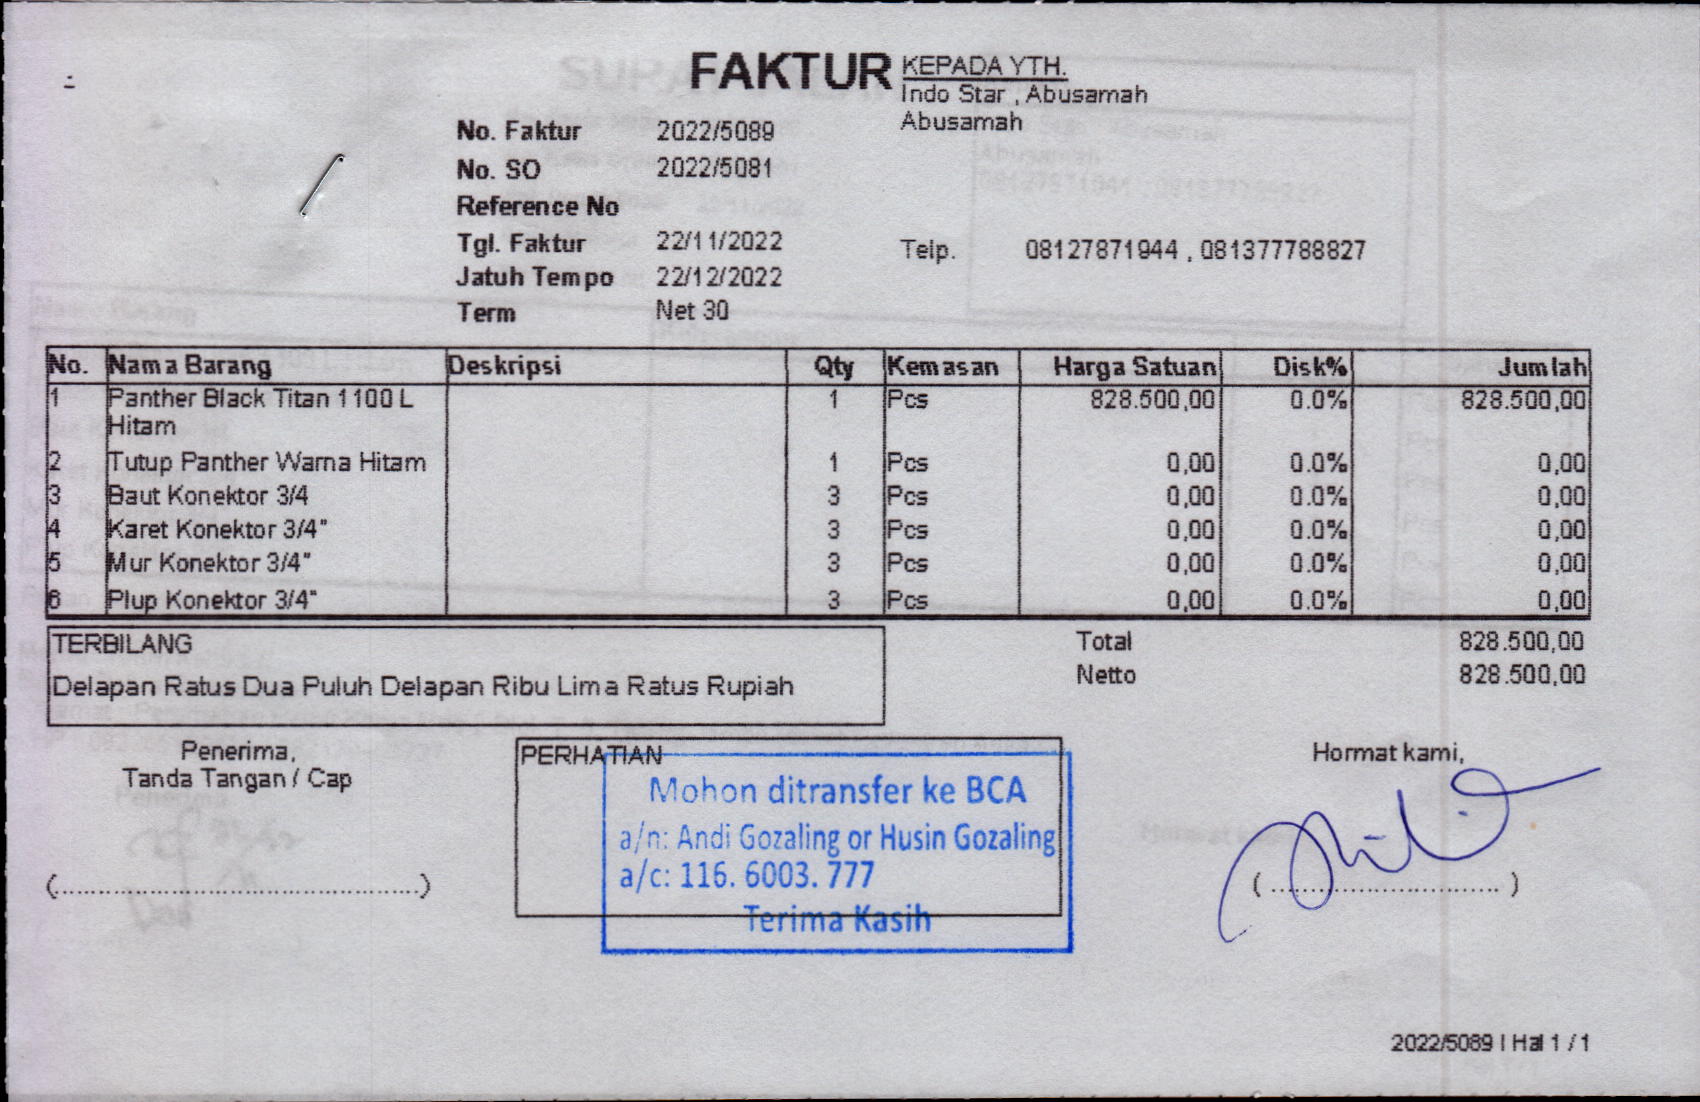 FAKTUR
KEPADA YTH.
Indo Star , Abusamah
Abusamah
No. Faktur 2022/5089
No. SO 2022/5081
Reference No
Tgl. Faktur 22/11/2022
Telp. 08127871944 , 081377788827
Jatuh Tempo 22/12/2022
Term Net 30
No. Nama Barang Deskripsi Qty Kemasan Harga Satuan Disk% Jumlah
1 Panther Black Titan 1100 L 1 Pcs 828.500,00 0.0% 828.500,00
Hitam
2 Tutup Panther Warna Hitam 1 Pcs 0,00 0.0% 0,00
3 Baut Konektor 3/4 3 Pcs 0,00 0.0% 0,00
4 Karet Konektor 3/4" 3 Pcs 0,00 0.0% 0,00
5 Mur Konektor 3/4" 3 Pcs 0,00 0.0% 0,00
6 Plup Konektor 3/4" 3 Pcs 0,00 0.0% 0,00
TERBILANG
Delapan Ratus Dua Puluh Delapan Ribu Lima Ratus Rupiah
Total 828.500,00
Netto 828.500,00
Penerima,
Tanda Tangan / Cap
(....................................................)
PERHATIAN
Mohon ditransfer ke BCA
a/n: Andi Gozaling or Husin Gozaling
a/c: 116. 6003. 777
Terima Kasih
Hormat kami,
( ................................. )
2022/5089 | Hal 1 / 1